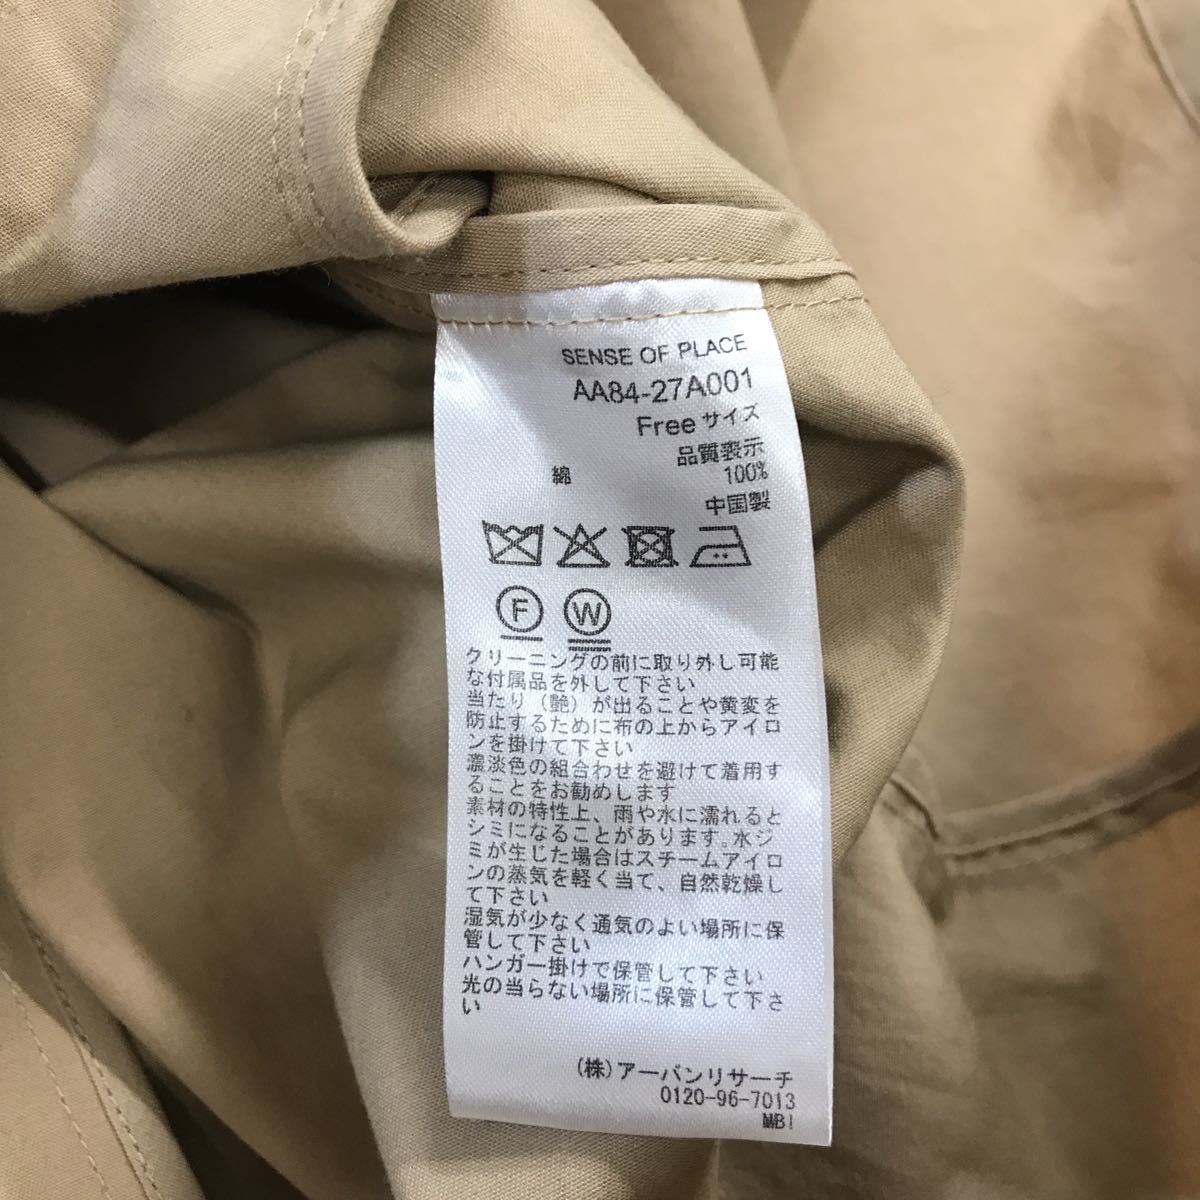 SENSE OF PLACE
AA84-27A001
Freeサイズ
品質表示
綿 100%
中国製
F W
クリーニングの前に取り外し可能
な付属品を外して下さい
当たり（艶）が出ることや黄変を
防止するために布の上からアイロ
ンを掛けて下さい
濃淡色の組合わせを避けて着用す
ることをお勧めします
素材の特性上、雨や水に濡れると
シミになることがあります。水ジ
ミが生じた場合はスチームアイロ
ンの蒸気を軽く当て、自然乾燥し
て下さい
湿気が少なく通気のよい場所に保
管して下さい
ハンガー掛けで保管して下さい
光の当らない場所に保管して下さ
い
(株)アーバンリサーチ
0120-96-7013
MBI